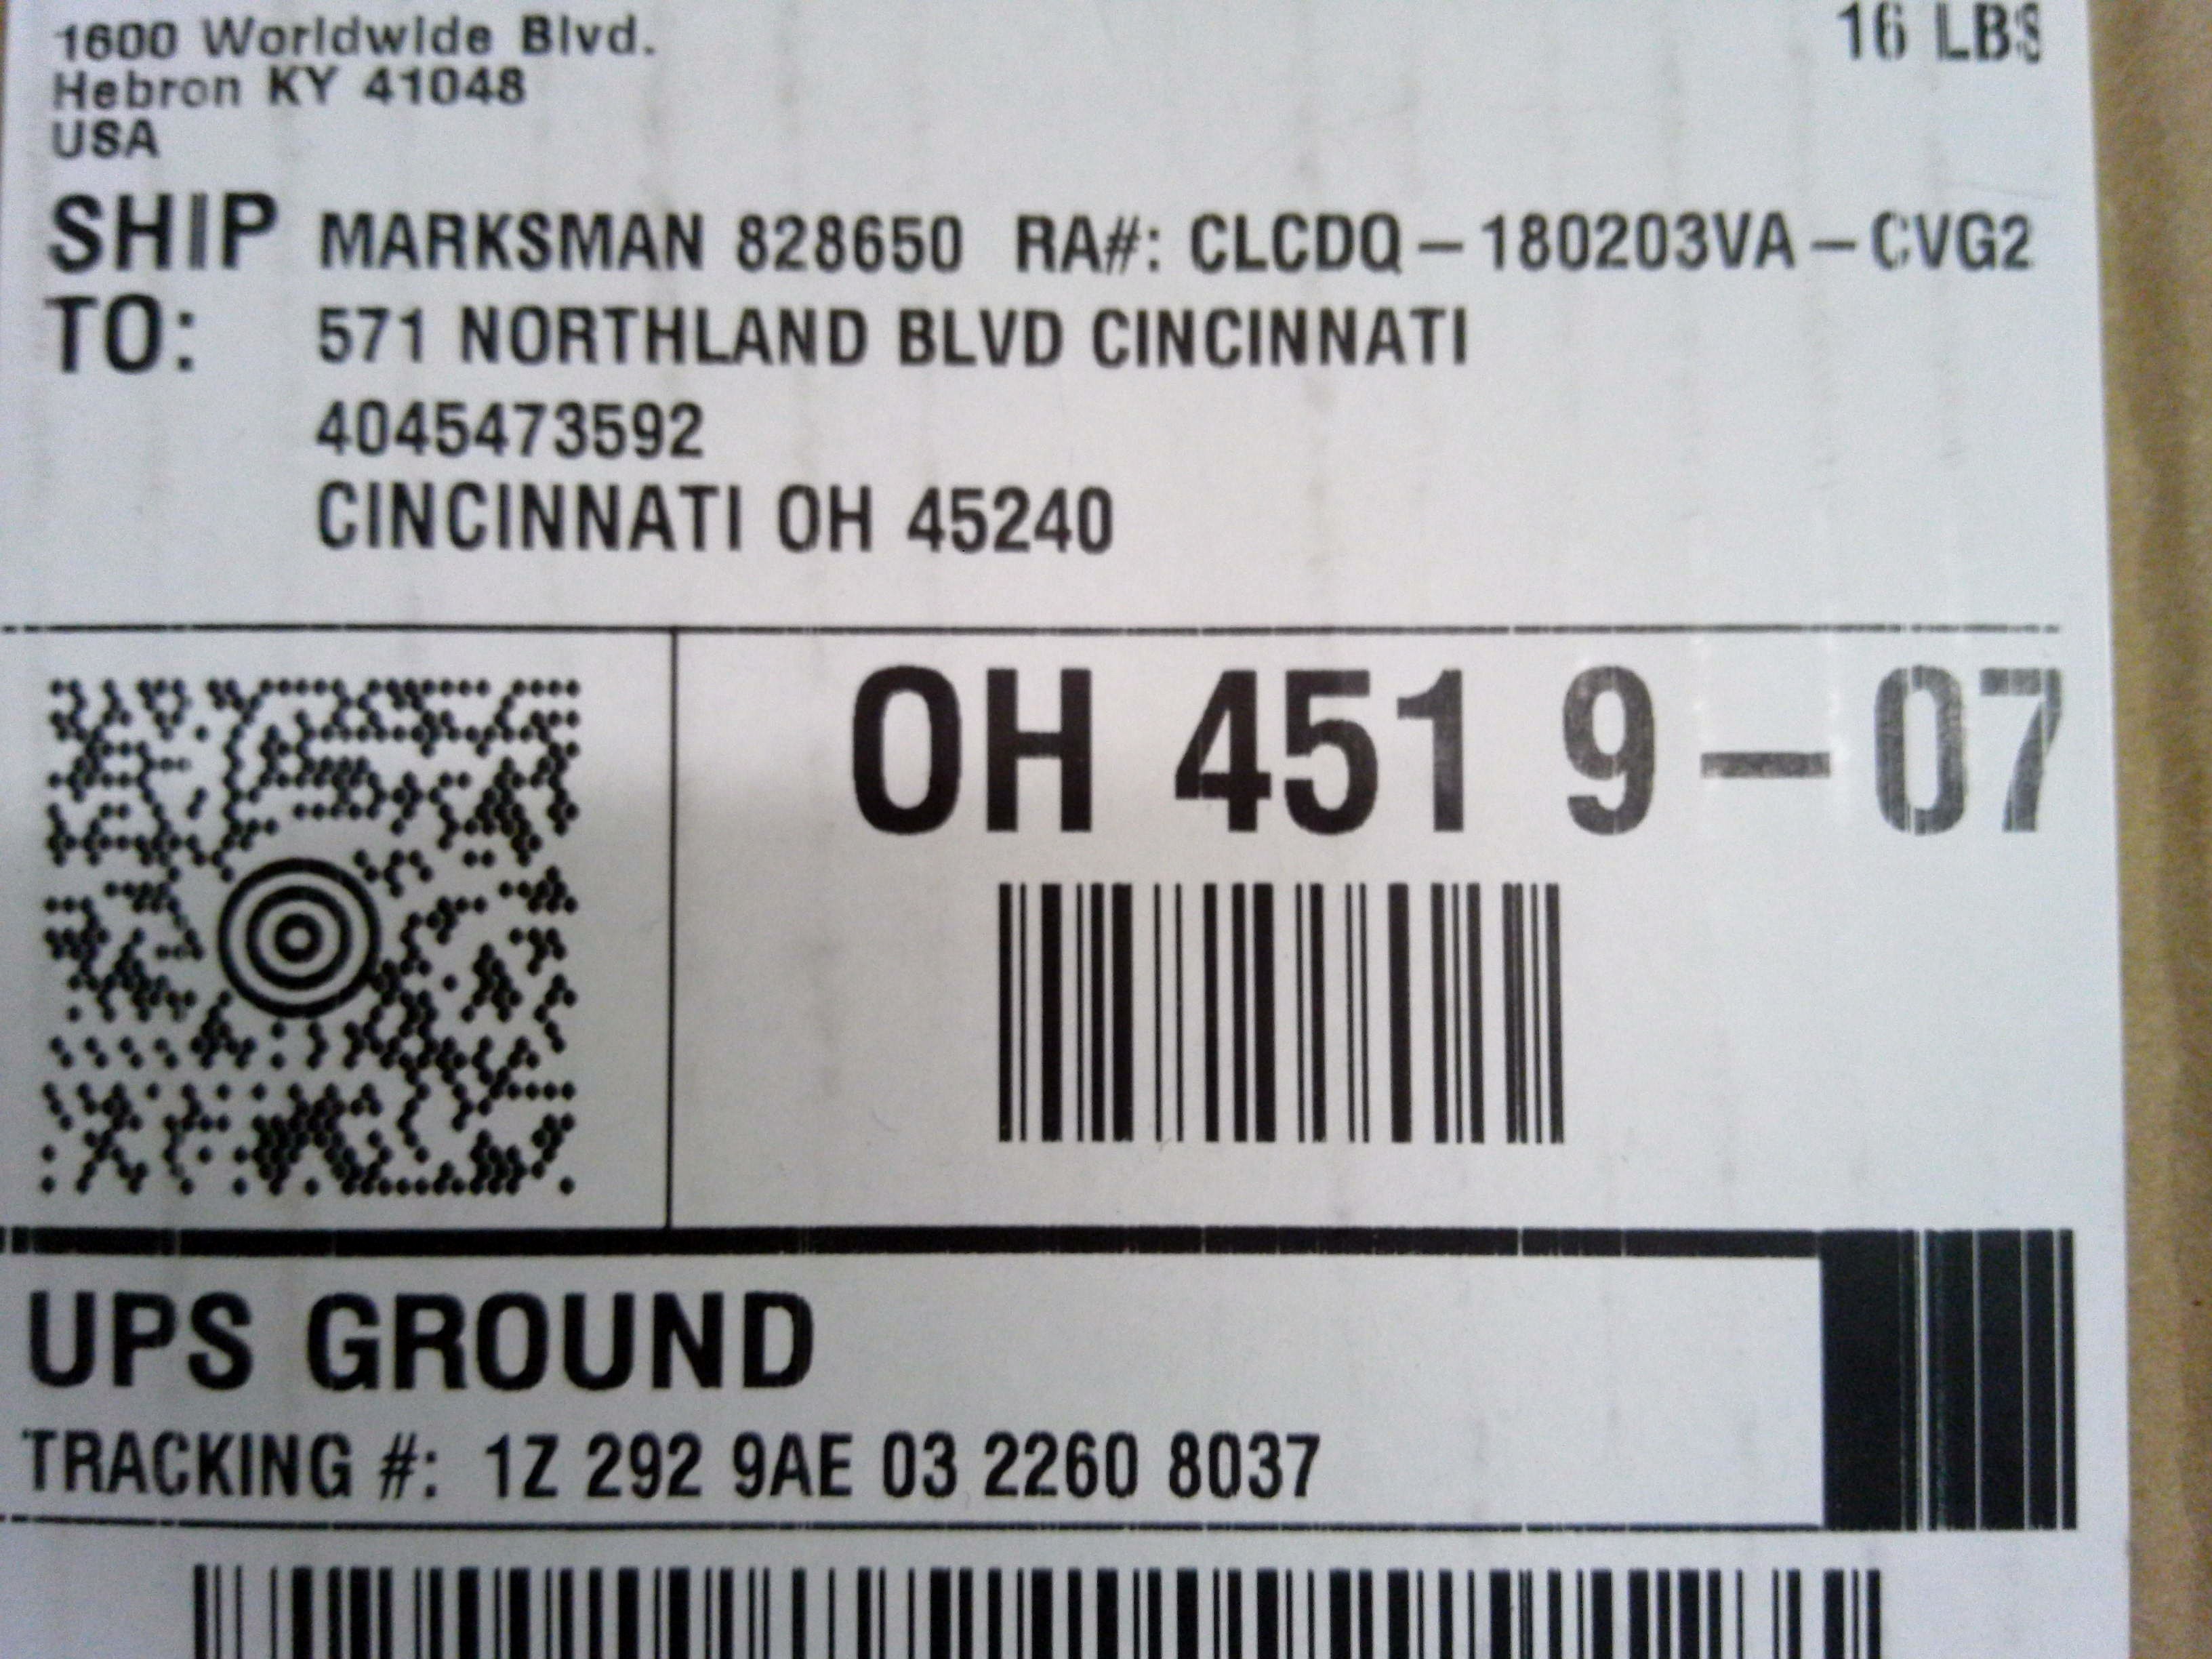 1600 Worldwide Blvd.
16 LBS
Hebron KY 41048
USA
SHIP TO: MARKSMAN 828650 RA#: CLCDQ-180203VA-CVG2
571 NORTHLAND BLVD CINCINNATI
4045473592
CINCINNATI OH 45240
OH 451 9-07
UPS GROUND
TRACKING #: 1Z 292 9AE 03 2260 8037